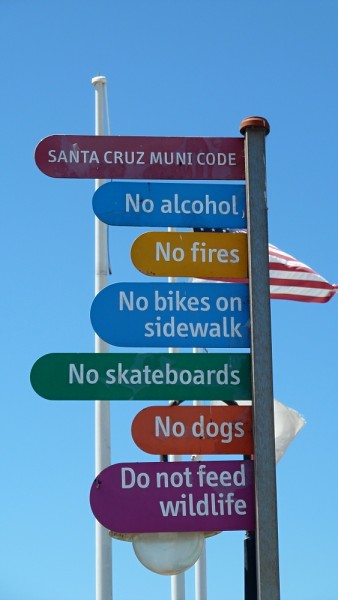 SANTA CRUZ MUNI CODE
No alcohol
No fires
No bikes on
sidewalk
No skateboards
No dogs
Do not feed
wildlife